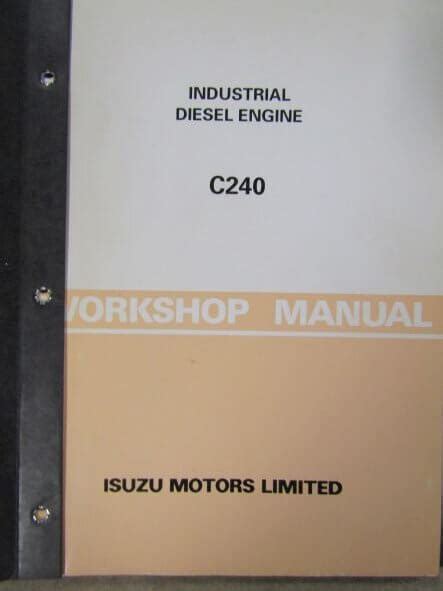 INDUSTRIAL
DIESEL ENGINE
C240
WORKSHOP MANUAL
ISUZU MOTORS LIMITED